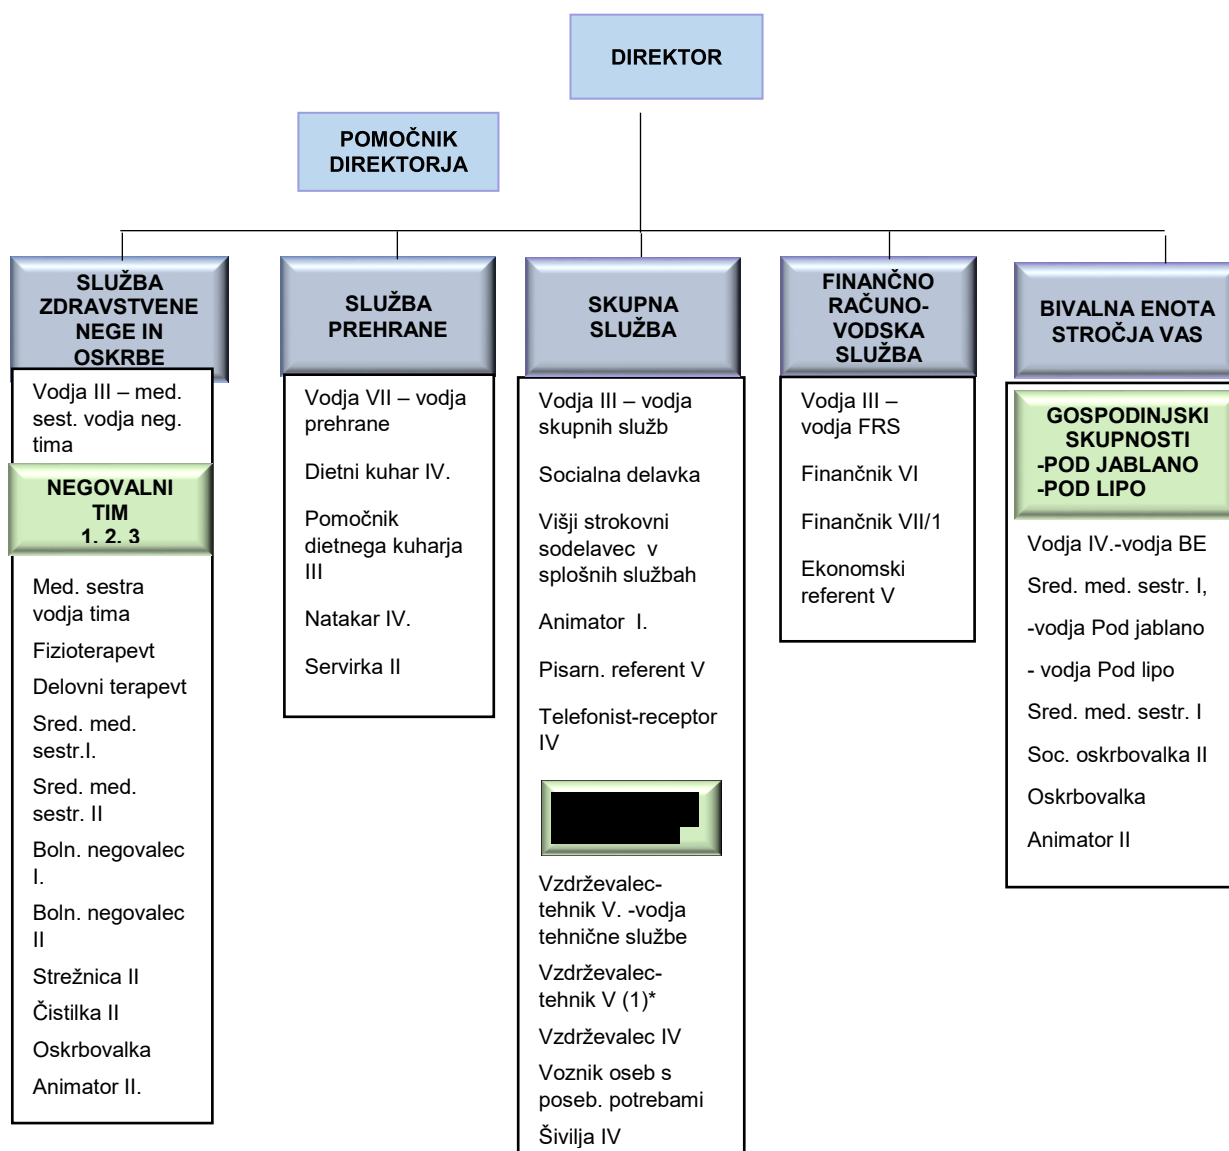 DIREKTOR
POMOČNIK
DIREKTORJA
SLUŽBA
ZDRAVSTVENE
NEGE IN
OSKRBE
Vodja III – med.
sest. vodja neg.
tima
NEGOVALNI
TIM
1, 2, 3
Med. sestra
vodja tima
Fizioterapevt
Delovni terapevt
Sred. med.
sestr.I.
Sred. med.
sestr. II
Boln. negovalec
I.
Boln. negovalec
II
Strežnica II
Čistilka II
Oskrbovalka
Animator II.
SLUŽBA
PREHRANE
Vodja VII – vodja
prehrane
Dietni kuhar IV.
Pomočnik
dietnega kuharja
III
Natakar IV.
Servirka II
SKUPNA
SLUŽBA
Vodja III – vodja
skupnih služb
Socialna delavka
Višji strokovni
sodelavec v
splošnih službah
Animator I.
Pisarn. referent V
Telefonist-receptor
IV
Vzdrževalec-
tehnik V. -vodja
tehnične službe
Vzdrževalec-
tehnik V (1)*
Vzdrževalec IV
Voznik oseb s
poseb. potrebami
Šivilja IV
FINANČNO
RAČUNO-
VODSKA
SLUŽBA
Vodja III –
vodja FRS
Finančnik VI
Finančnik VII/1
Ekonomski
referent V
BIVALNA ENOTA
STROČJA VAS
GOSPODINJSKI
SKUPNOSTI
-POD JABLANO
-POD LIPO
Vodja IV.-vodja BE
Sred. med. sestr. I,
-vodja Pod jablano
- vodja Pod lipo
Sred. med. sestr. I
Soc. oskrbovalka II
Oskrbovalka
Animator II